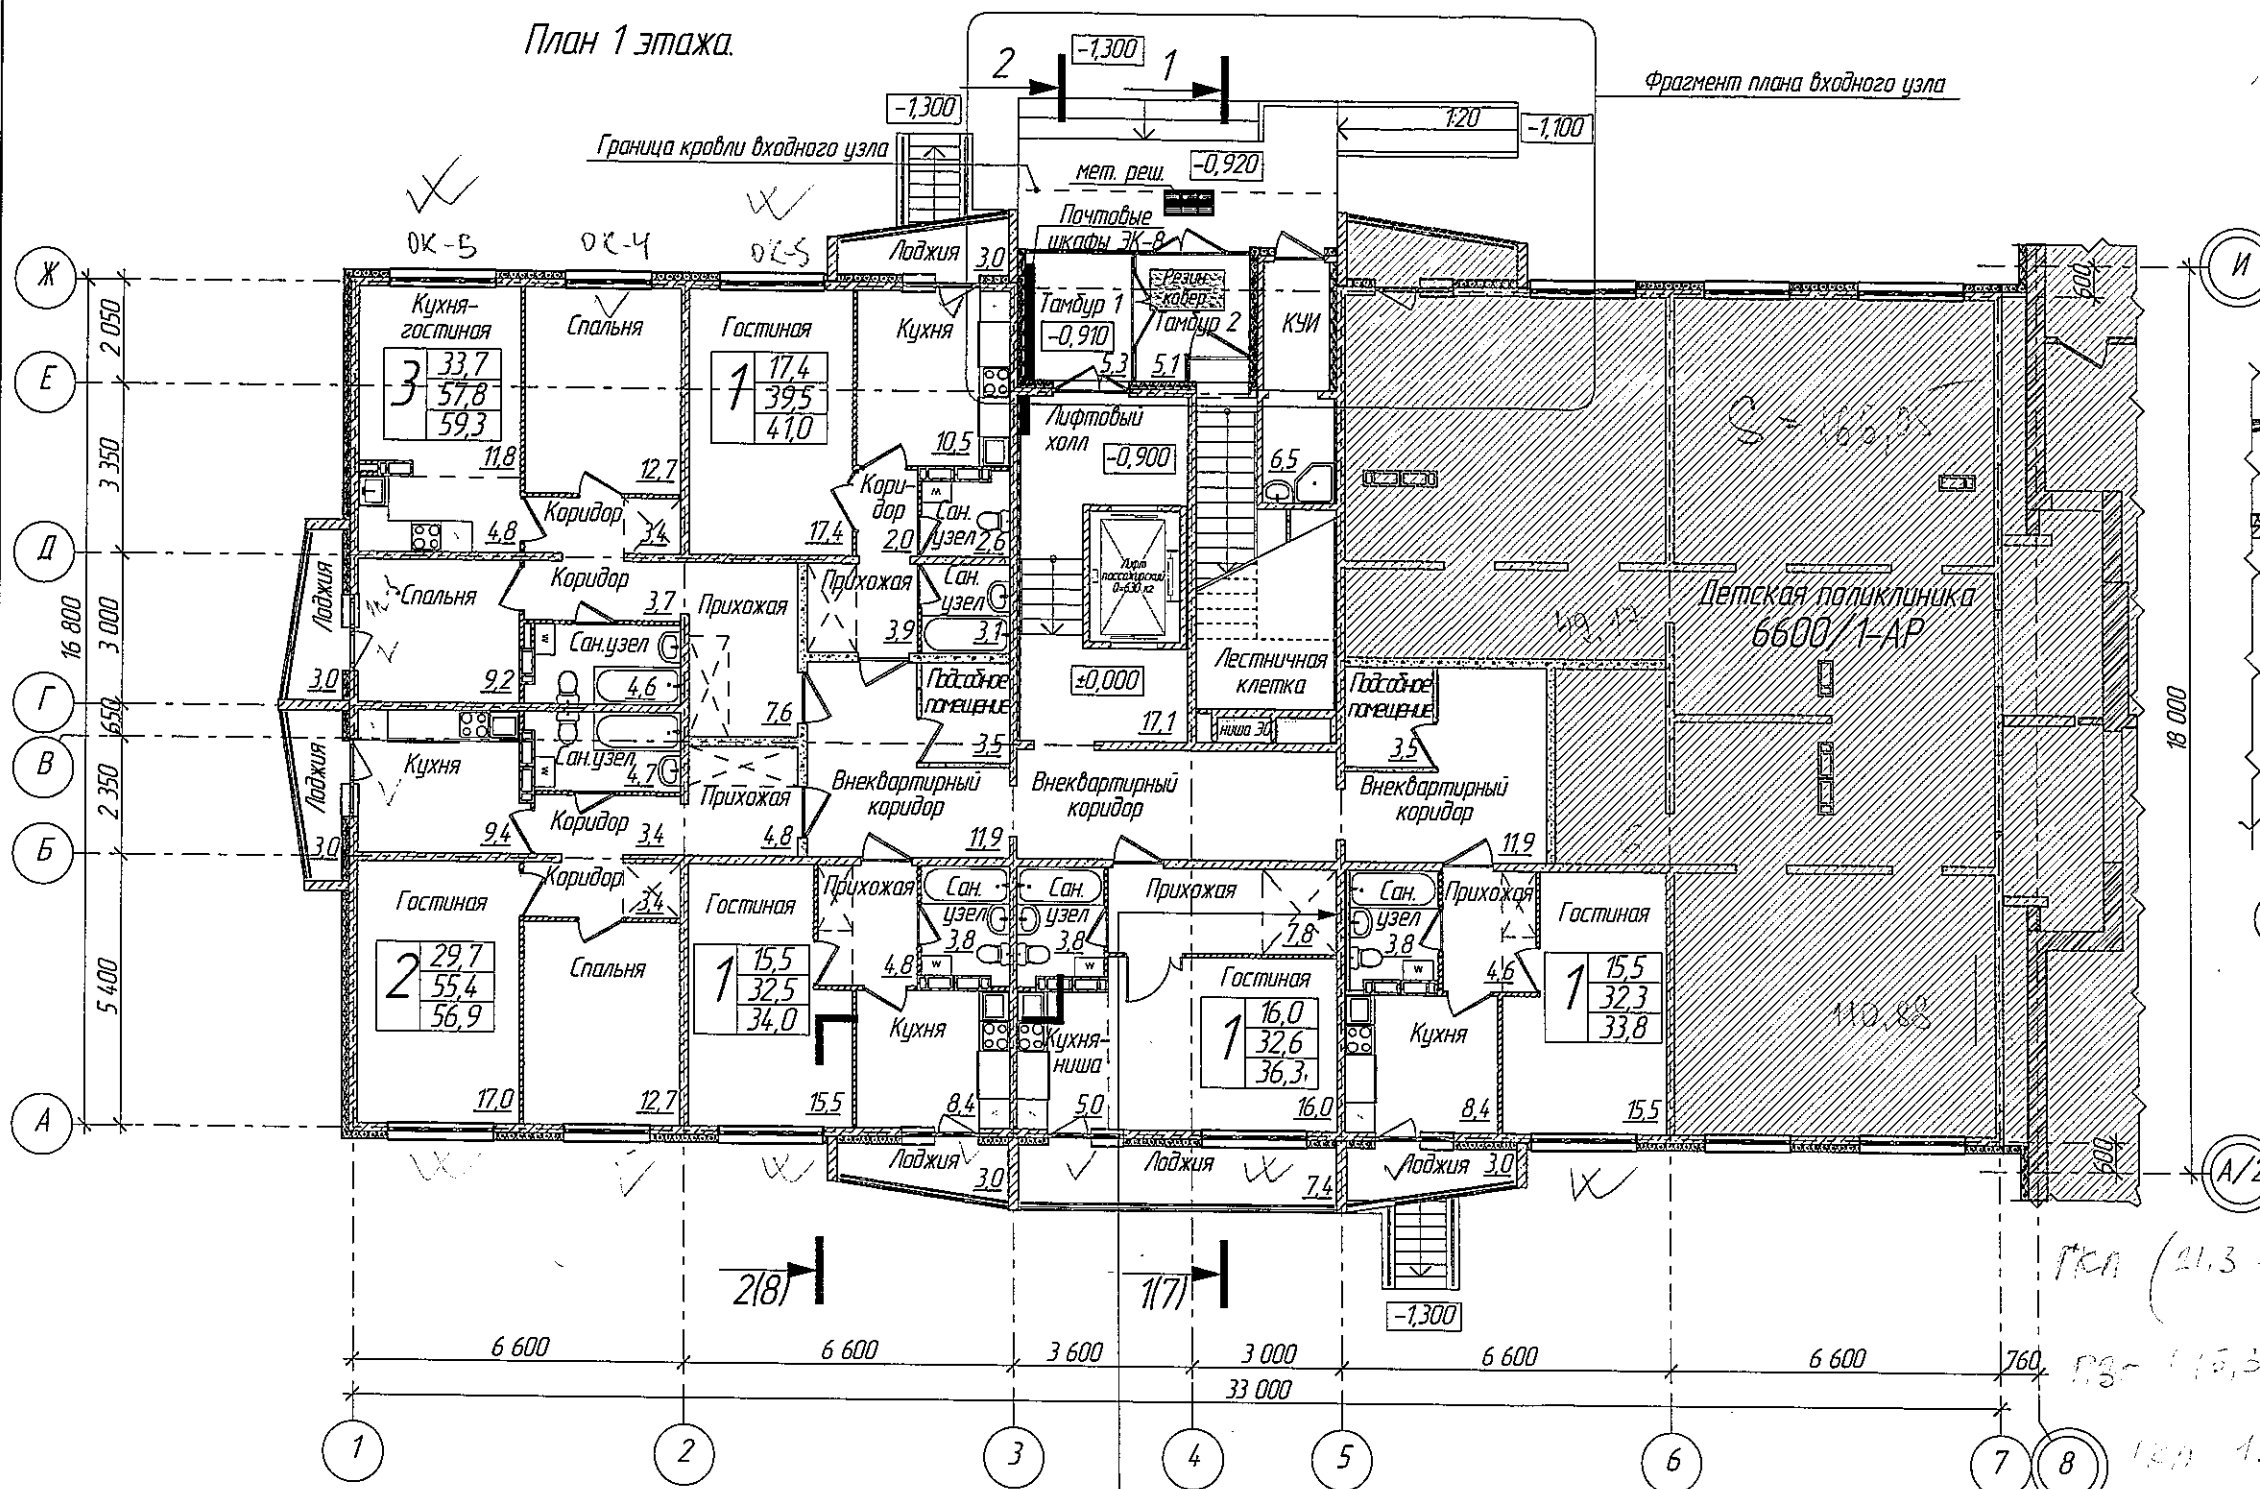 План 1 этажа.
2
-1,300
1
Фрагмент плана входного узла
-1,300
1:20
-1,100
Граница кровли входного узла
-0,920
мет. реш.
Почтовые
шкафы ЭК-8
ОК-5
ОК-4
ОК-5
Лоджия
3,0
Ж
И
600
Резин.
ковер
Тамбур 1
-0,910
5,3
Тамбур 2
5,1
КУИ
Кухня-
гостиная
3
33,7
57,8
59,3
11,8
4,8
Спальня
12,7
Гостиная
1
17,4
39,5
41,0
17,4
Кухня
10,5
2 050
Е
3 350
Лифтовый
холл
-0,900
6,5
Коридор
3,4
Кори-
дор
2,0
Сан.
узел
2,6
Д
Лоджия
3,0
Спальня
9,2
Коридор
3,7
Прихожая
7,6
Прихожая
3,9
Сан.
узел
3,1
Лифт
пассажирский
Q=630 кг
Детская поликлиника
6600/1-АР
49,17
16 800
3 000
Сан.узел
4,6
Лестничная
клетка
±0,000
17,1
Подсобное
помещение
3,5
Подсобное
помещение
3,5
ниша ЭО
18 000
Г
650
В
2 350
Лоджия
3,0
Кухня
9,4
Сан.узел
4,7
Коридор
3,4
Прихожая
4,8
Внеквартирный
коридор
11,9
Внеквартирный
коридор
Внеквартирный
коридор
11,9
Б
5 400
Гостиная
2
29,7
55,4
56,9
17,0
Коридор
3,4
Спальня
12,7
Гостиная
1
15,5
32,5
34,0
15,5
Прихожая
4,8
Сан.
узел
3,8
Кухня
8,4
Сан.
узел
3,8
Кухня-
ниша
5,0
Прихожая
7,8
Гостиная
1
16,0
32,6
36,3
16,0
Сан.
узел
3,8
Прихожая
4,6
Кухня
8,4
Гостиная
1
15,5
32,3
33,8
15,5
110,88
А
600
А/2
Лоджия
3,0
Лоджия
7,4
Лоджия
3,0
2(8)
1(7)
-1,300
6 600
6 600
3 600
3 000
6 600
6 600
760
33 000
1
2
3
4
5
6
7
8